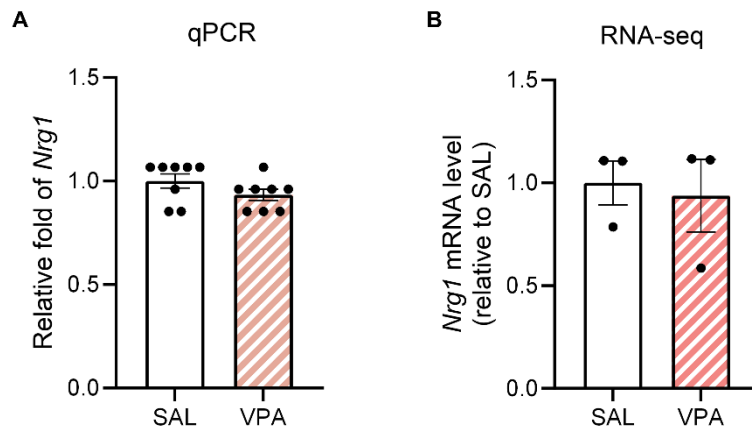 A
qPCR
Relative fold of Nrg1
1.5
1.0
0.5
0.0
SAL
VPA
B
RNA-seq
Nrg1 mRNA level
(relative to SAL)
1.5
1.0
0.5
0.0
SAL
VPA